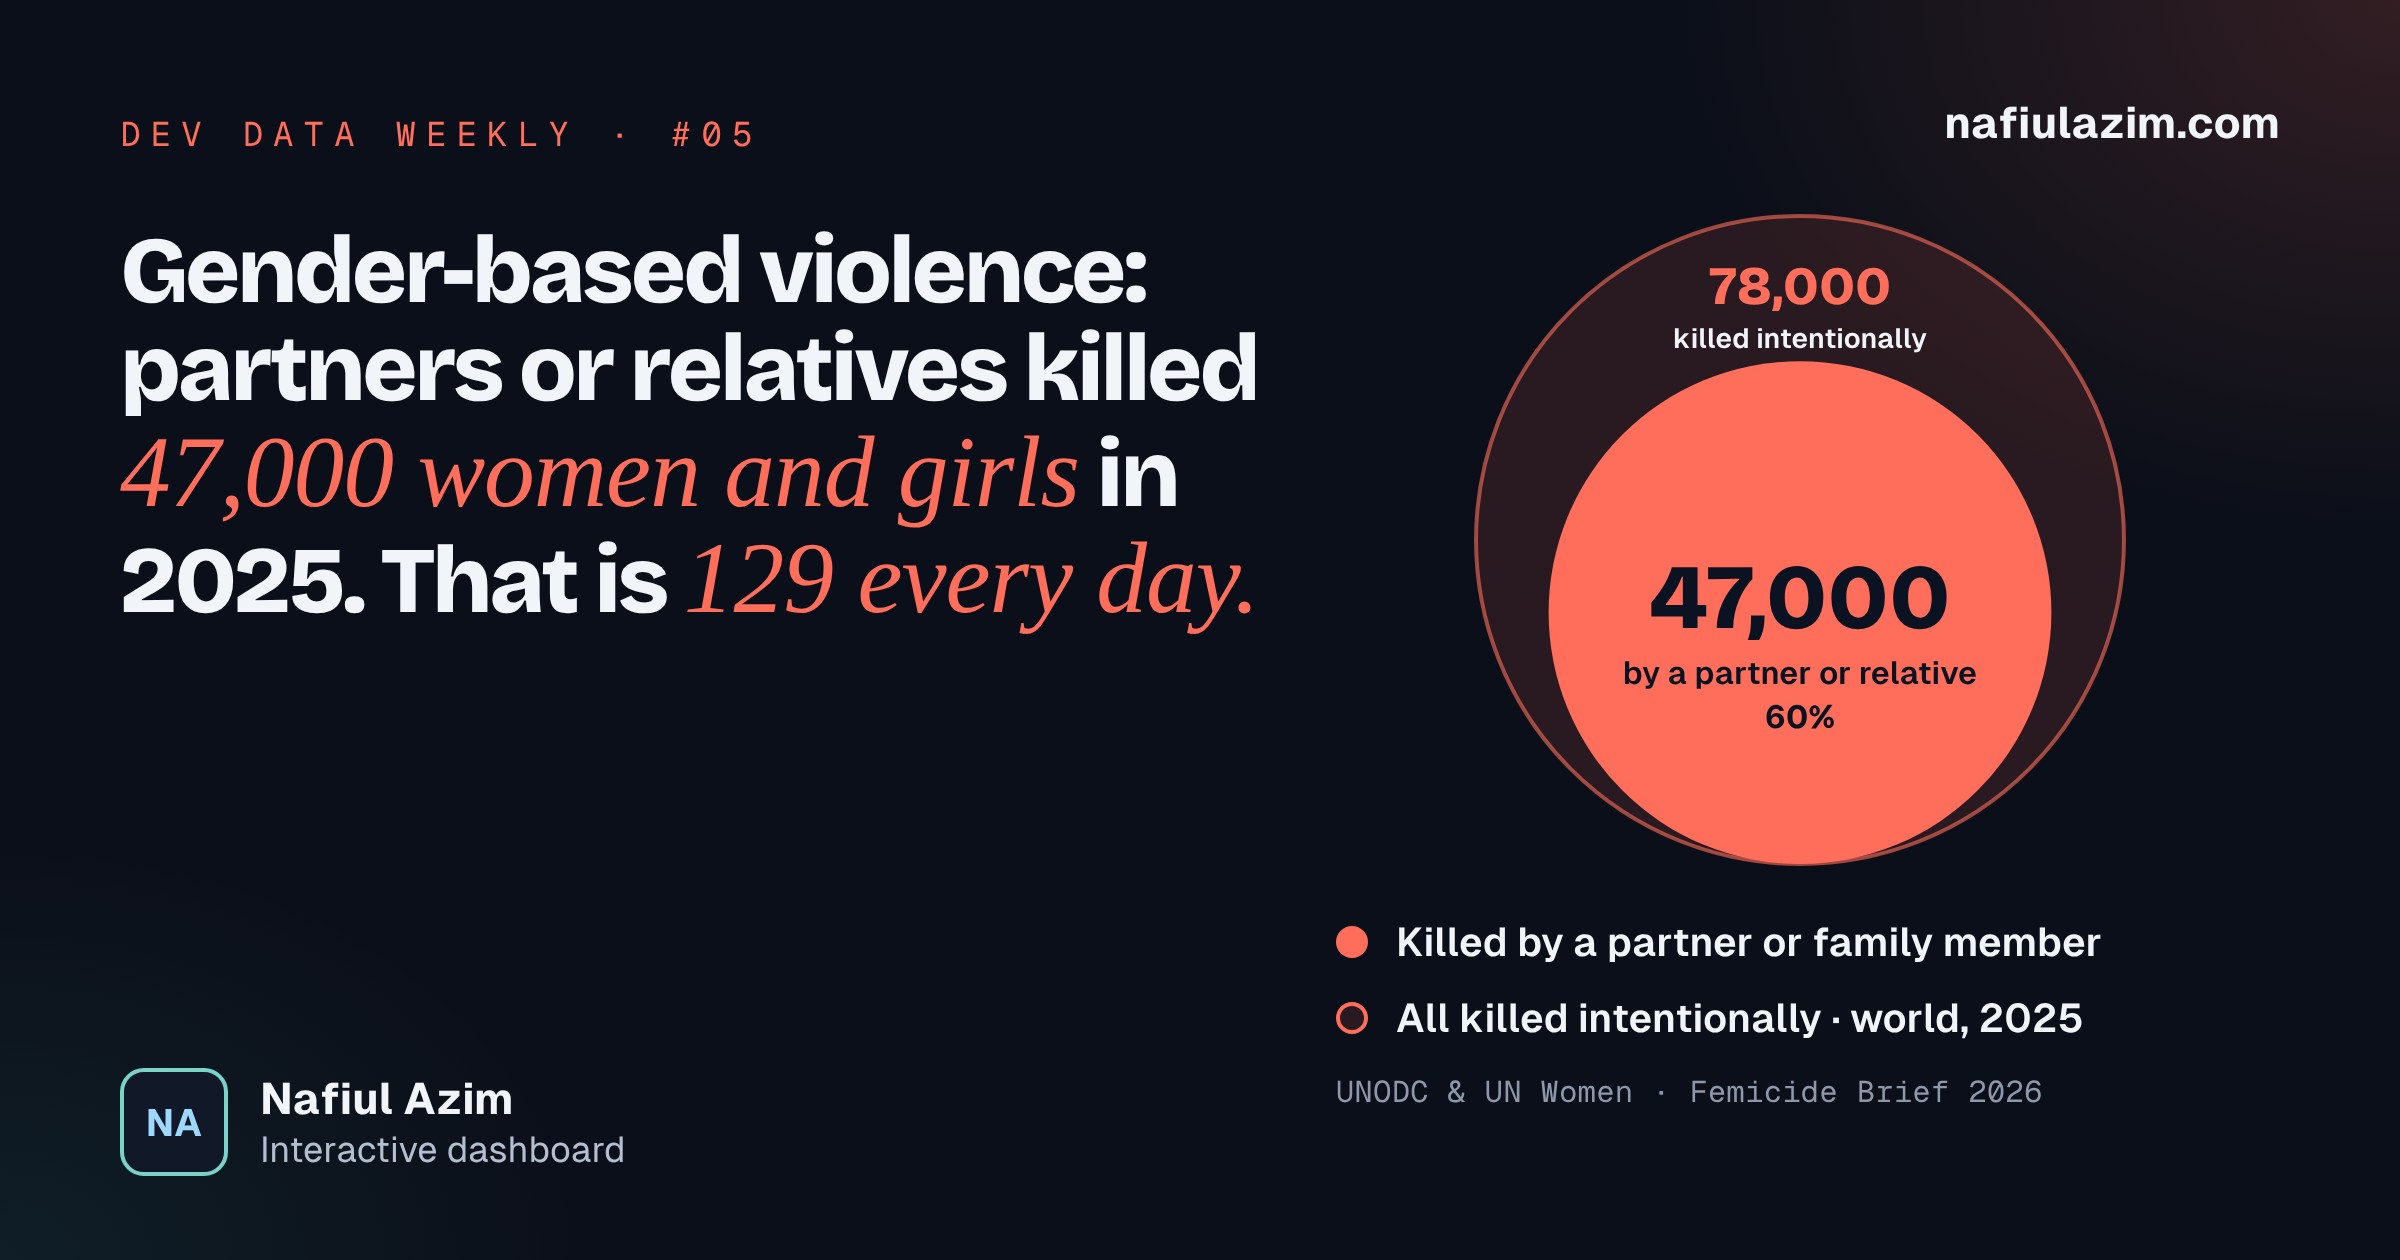 DEV DATA WEEKLY · #05
nafiulazim.com
Gender-based violence:
partners or relatives killed
47,000 women and girls in
2025. That is 129 every day.
78,000
killed intentionally
47,000
by a partner or relative
60%
Killed by a partner or family member
All killed intentionally · world, 2025
UNODC & UN Women · Femicide Brief 2026
NA
Nafiul Azim
Interactive dashboard